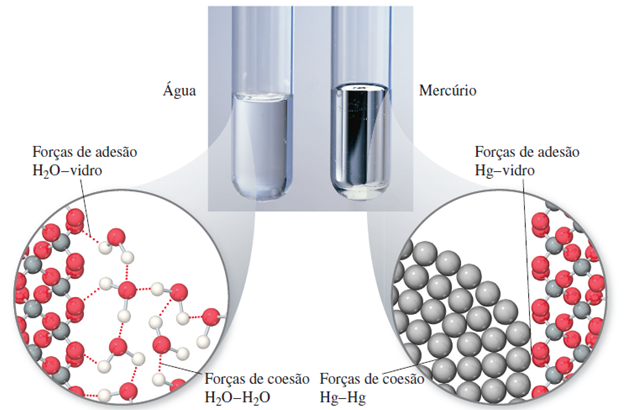 Água
Mercúrio
Forças de adesão
H₂O–vidro
Forças de adesão
Hg–vidro
Forças de coesão
H₂O–H₂O
Forças de coesão
Hg–Hg